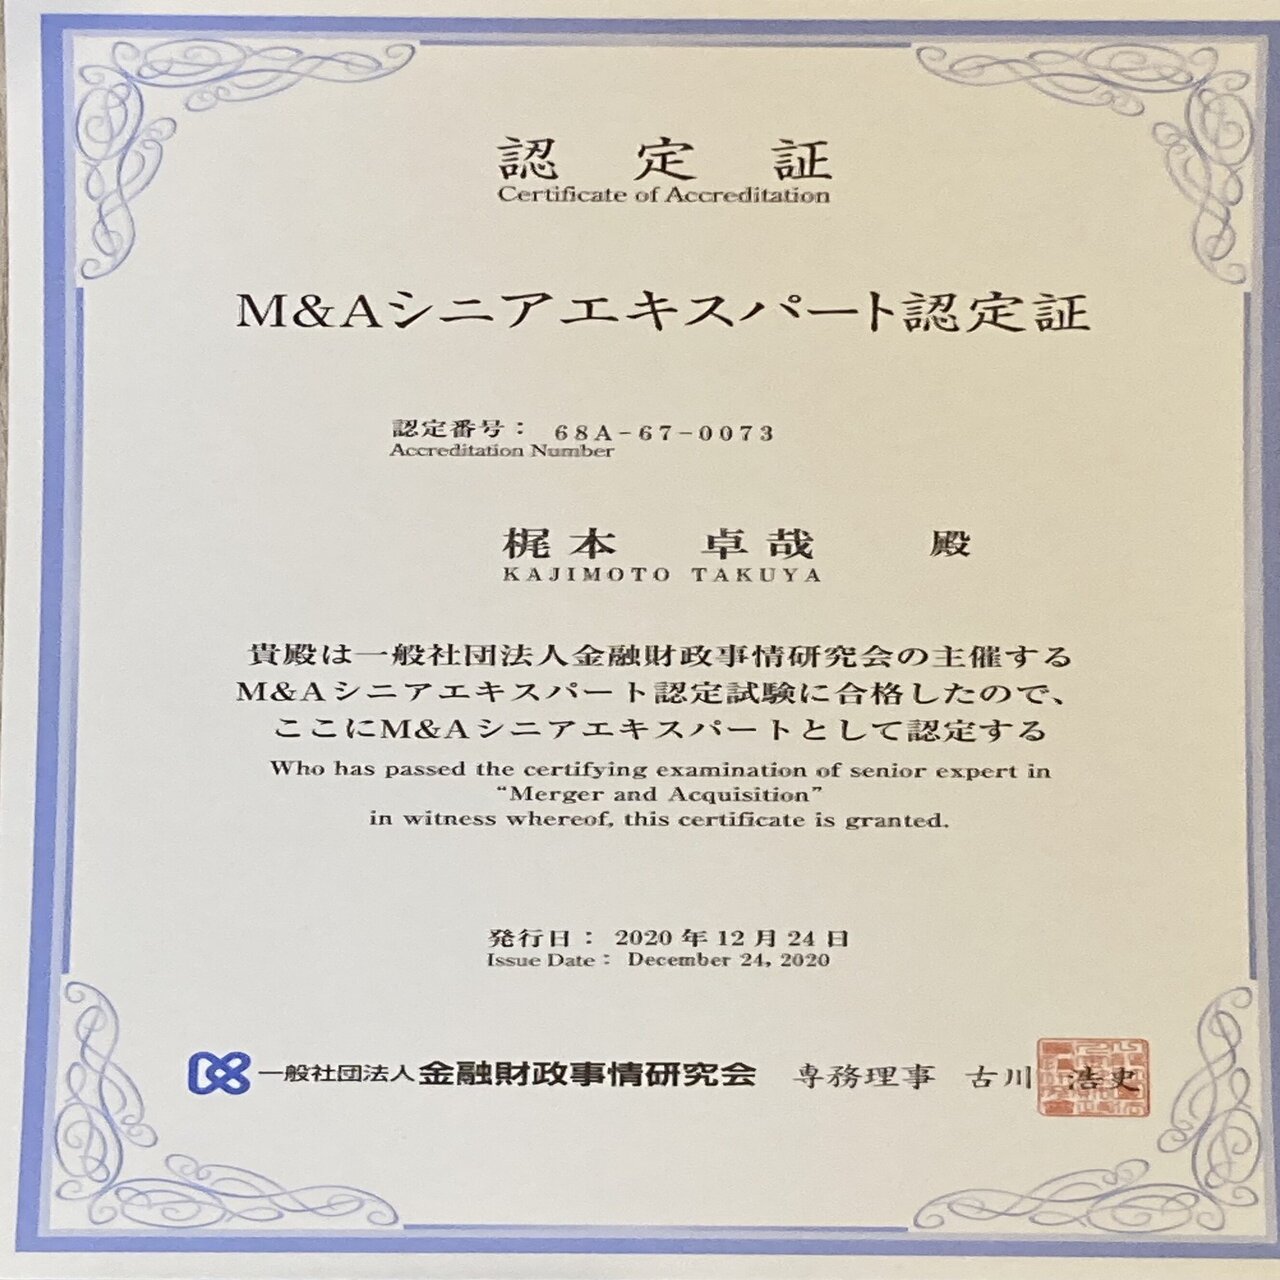 認定証
Certificate of Accreditation
M&Aシニアエキスパート認定証
認定番号： 68A-67-0073
Accreditation Number
梶本 卓哉 殿
KAJIMOTO TAKUYA
貴殿は一般社団法人金融財政事情研究会の主催する
M&Aシニアエキスパート認定試験に合格したので、
ここにM&Aシニアエキスパートとして認定する
Who has passed the certifying examination of senior expert in
“Merger and Acquisition”
in witness whereof, this certificate is granted.
発行日： 2020年12月24日
Issue Date： December 24, 2020
一般社団法人金融財政事情研究会 専務理事 古川 浩史